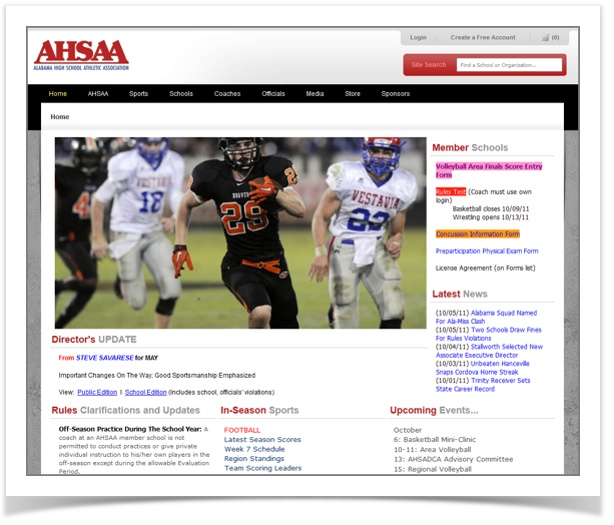 Login
Create a Free Account
(0)
AHSAA
ALABAMA HIGH SCHOOL ATHLETIC ASSOCIATION
Site Search
Find a School or Organization...
Home
AHSAA
Sports
Schools
Coaches
Officials
Media
Store
Sponsors
Home
HOOVER
28
VESTAVIA
18
VESTAVIA
22
Member Schools
Volleyball Area Finals Score Entry
Form
Rules Test (Coach must use own
login)
Basketball closes 10/09/11
Wrestling opens 10/13/11
Concussion Information Form
Preparticipation Physical Exam Form
License Agreement (on Forms list)
Latest News
(10/05/11) Alabama Squad Named
For Ala-Miss Clash
(10/05/11) Two Schools Draw Fines
For Rules Violations
(10/04/11) Stallworth Selected New
Associate Executive Director
(10/03/11) Unbeaten Hanceville
Snaps Cordova Home Streak
(10/01/11) Trinity Receiver Sets
State Career Record
Director's UPDATE
From STEVE SAVARESE for MAY
Important Changes On The Way; Good Sportsmanship Emphasized
View: Public Edition I School Edition (Includes school, officials' violations)
Rules Clarifications and Updates
Off-Season Practice During The School Year: A
coach at an AHSAA member school is not
permitted to conduct practices or give private
individual instruction to his/her own players in the
off-season except during the allowable Evaluation
Period.
In-Season Sports
FOOTBALL
Latest Season Scores
Week 7 Schedule
Region Standings
Team Scoring Leaders
Upcoming Events...
October
6: Basketball Mini-Clinic
10-11: Area Volleyball
13: AHSADCA Advisory Committee
15: Regional Volleyball